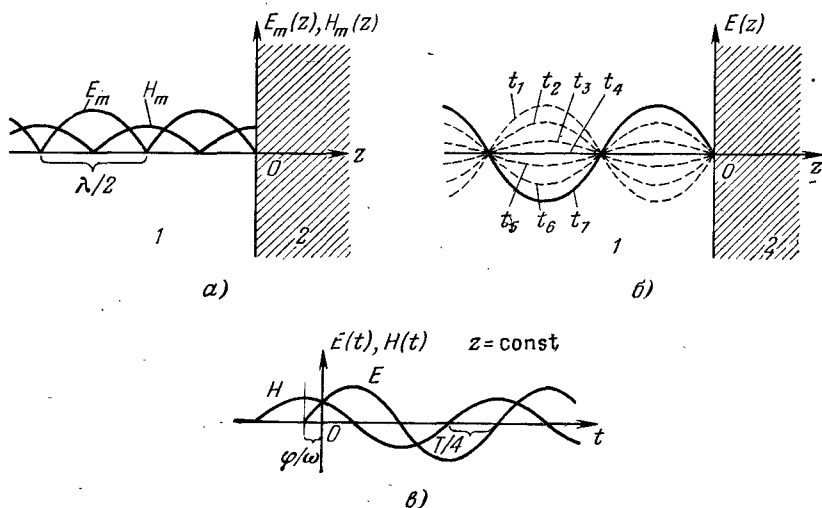 E_m(z), H_m(z)
E_m
H_m
λ/2
0
z
1
2
а)
E(z)
t_1
t_2
t_3
t_4
t_5
t_6
t_7
0
z
1
2
б)
E(t), H(t)
z = const
H
E
0
T/4
t
φ/ω
в)